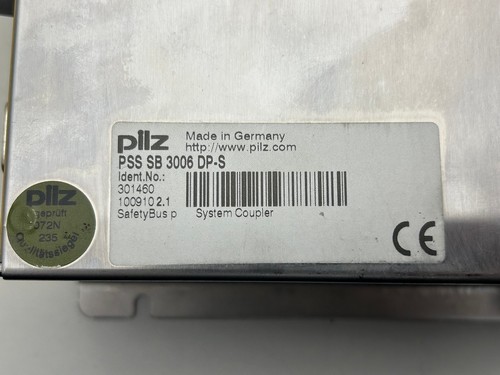 pilz
Made in Germany
http://www.pilz.com
PSS SB 3006 DP-S
Ident.No.:
301460
100910 2.1
SafetyBus p System Coupler
CE
pilz
geprüft
072N
235
Qualitätssiegel